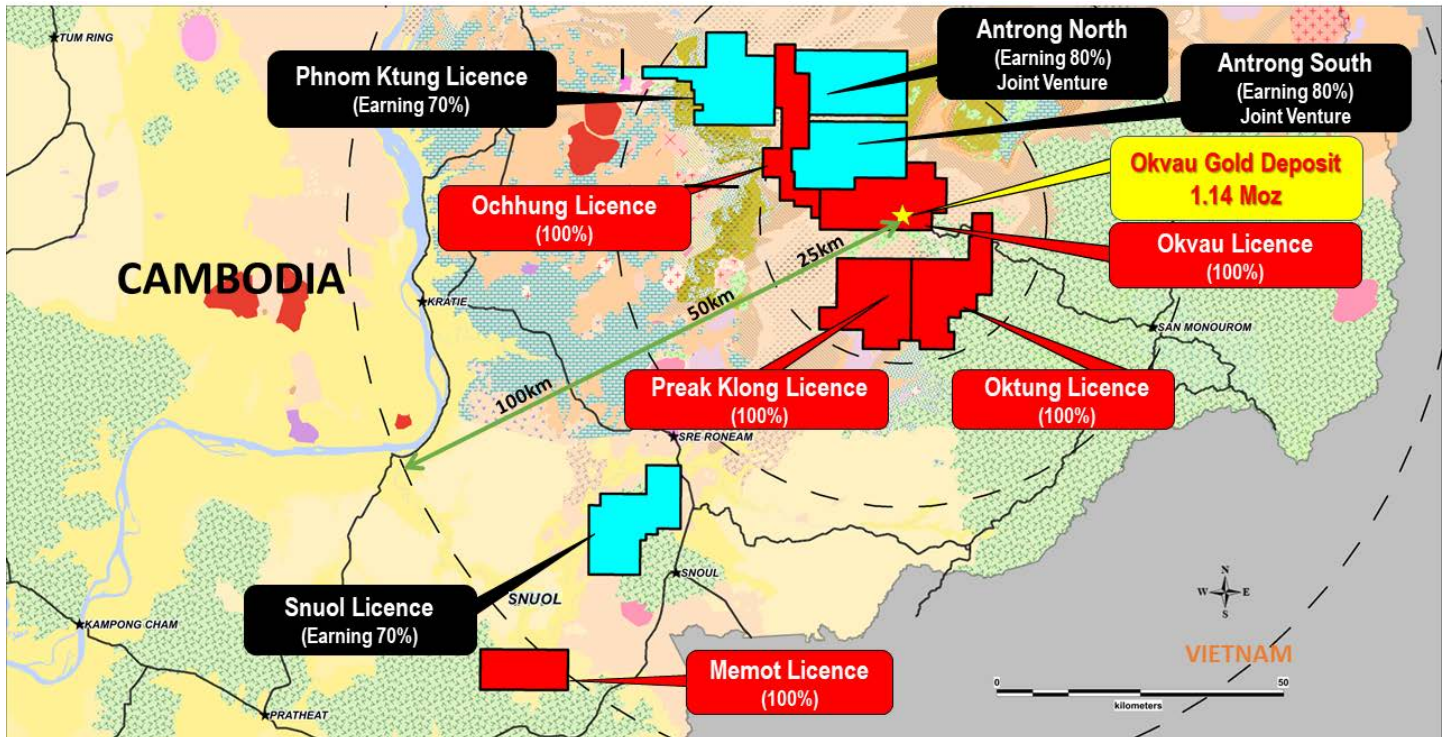 TUM RING
Phnom Ktung Licence
(Earning 70%)
Antrong North
(Earning 80%)
Joint Venture
Antrong South
(Earning 80%)
Joint Venture
Okvau Gold Deposit
1.14 Moz
Ochhung Licence
(100%)
Okvau Licence
(100%)
25km
50km
100km
CAMBODIA
KRATIE
SAN MONOUROM
Preak Klong Licence
(100%)
Oktung Licence
(100%)
SRE RONEAM
SNOUL
SNUOL
Snuol Licence
(Earning 70%)
KAMPONG CHAM
Memot Licence
(100%)
PRATHEAT
N
W E
S
VIETNAM
0 50
kilometers